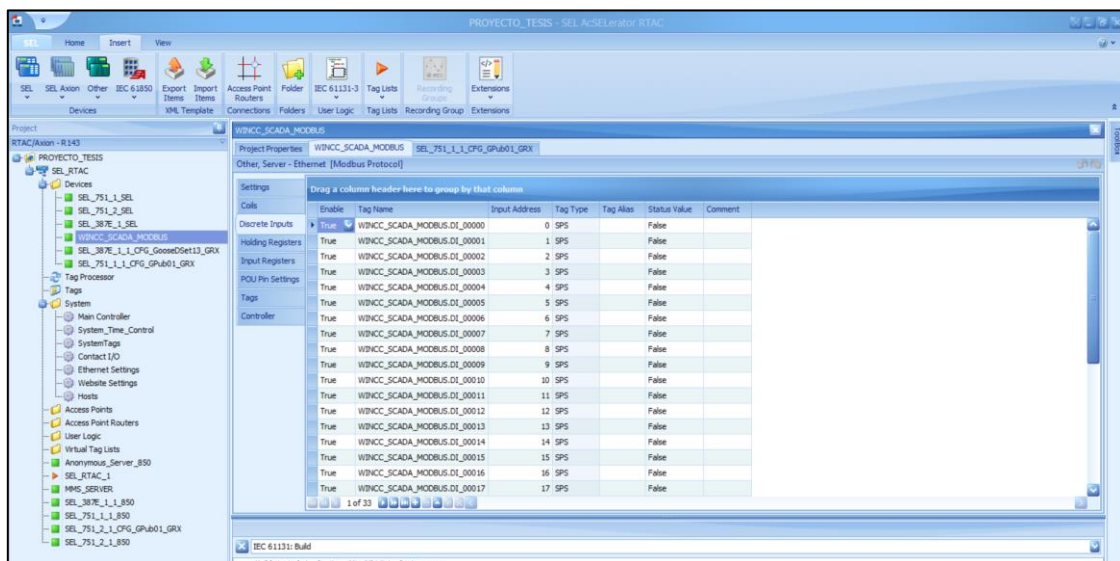 PROYECTO_TESIS - SEL AcSELerator RTAC
SEL Home Insert View
SEL SEL Axion Other IEC 61850 Export Items Import Items Access Point Routers Folder IEC 61131-3 Tag Lists Recording Groups Extensions
Devices XML Template Connections Folders User Logic Tag Lists Recording Group Extensions
Project
RTAC/Axion - R143
PROYECTO_TESIS
SEL_RTAC
Devices
SEL_751_1_SEL
SEL_751_2_SEL
SEL_387E_1_SEL
WINCC_SCADA_MODBUS
SEL_387E_1_1_CFG_GooseDSet13_GRX
SEL_751_1_1_CFG_GPub01_GRX
Tag Processor
Tags
System
Main Controller
System_Time_Control
SystemTags
Contact I/O
Ethernet Settings
Website Settings
Hosts
Access Points
Access Point Routers
User Logic
Virtual Tag Lists
Anonymous_Server_850
SEL_RTAC_1
MMS_SERVER
SEL_387E_1_1_850
SEL_751_1_1_850
SEL_751_2_1_CFG_GPub01_GRX
SEL_751_2_1_850
WINCC_SCADA_MODBUS
Project Properties WINCC_SCADA_MODBUS SEL_751_1_1_CFG_GPub01_GRX
Other, Server - Ethernet [Modbus Protocol]
Settings
Coils
Discrete Inputs
Holding Registers
Input Registers
POU Pin Settings
Tags
Controller
Drag a column header here to group by that column
Enable Tag Name Input Address Tag Type Tag Alias Status Value Comment
True WINCC_SCADA_MODBUS.DI_00000 0 SPS False
True WINCC_SCADA_MODBUS.DI_00001 1 SPS False
True WINCC_SCADA_MODBUS.DI_00002 2 SPS False
True WINCC_SCADA_MODBUS.DI_00003 3 SPS False
True WINCC_SCADA_MODBUS.DI_00004 4 SPS False
True WINCC_SCADA_MODBUS.DI_00005 5 SPS False
True WINCC_SCADA_MODBUS.DI_00006 6 SPS False
True WINCC_SCADA_MODBUS.DI_00007 7 SPS False
True WINCC_SCADA_MODBUS.DI_00008 8 SPS False
True WINCC_SCADA_MODBUS.DI_00009 9 SPS False
True WINCC_SCADA_MODBUS.DI_00010 10 SPS False
True WINCC_SCADA_MODBUS.DI_00011 11 SPS False
True WINCC_SCADA_MODBUS.DI_00012 12 SPS False
True WINCC_SCADA_MODBUS.DI_00013 13 SPS False
True WINCC_SCADA_MODBUS.DI_00014 14 SPS False
True WINCC_SCADA_MODBUS.DI_00015 15 SPS False
True WINCC_SCADA_MODBUS.DI_00016 16 SPS False
True WINCC_SCADA_MODBUS.DI_00017 17 SPS False
1 of 33
IEC 61131: Build
Toolbox